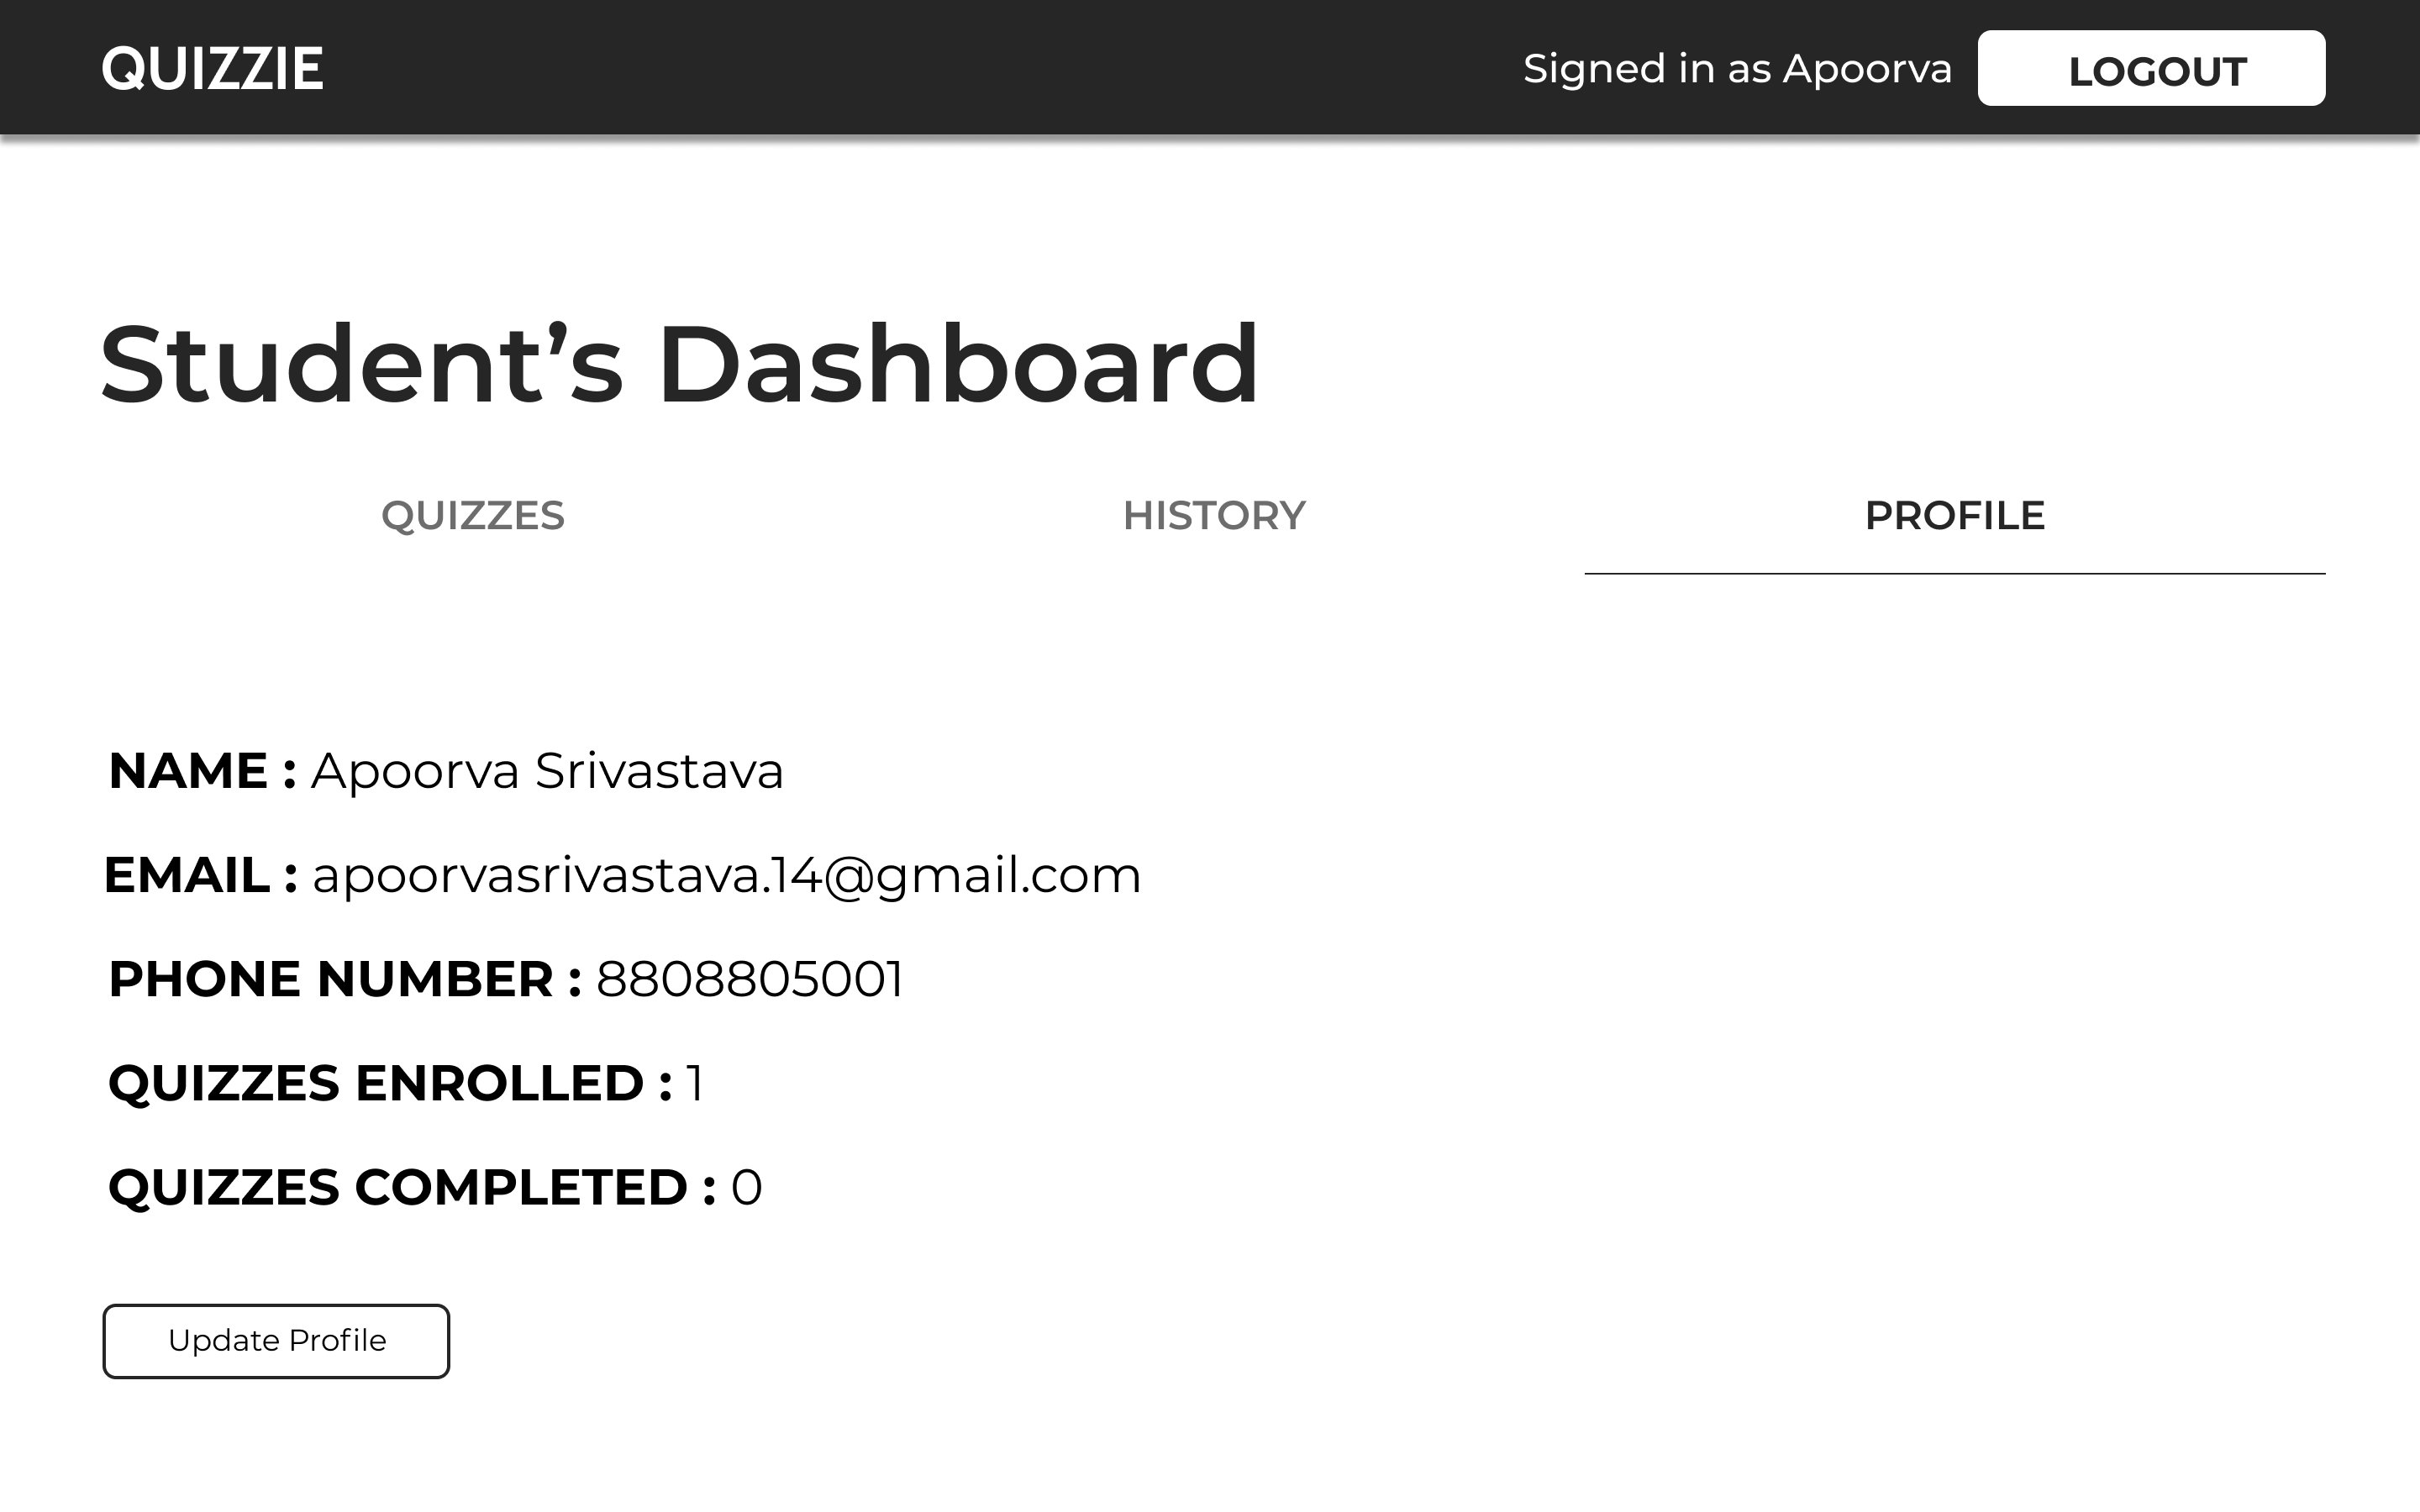 QUIZZIE
Signed in as Apoorva
LOGOUT
Student’s Dashboard
QUIZZES
HISTORY
PROFILE
NAME : Apoorva Srivastava
EMAIL : apoorvasrivastava.14@gmail.com
PHONE NUMBER : 8808805001
QUIZZES ENROLLED : 1
QUIZZES COMPLETED : 0
Update Profile